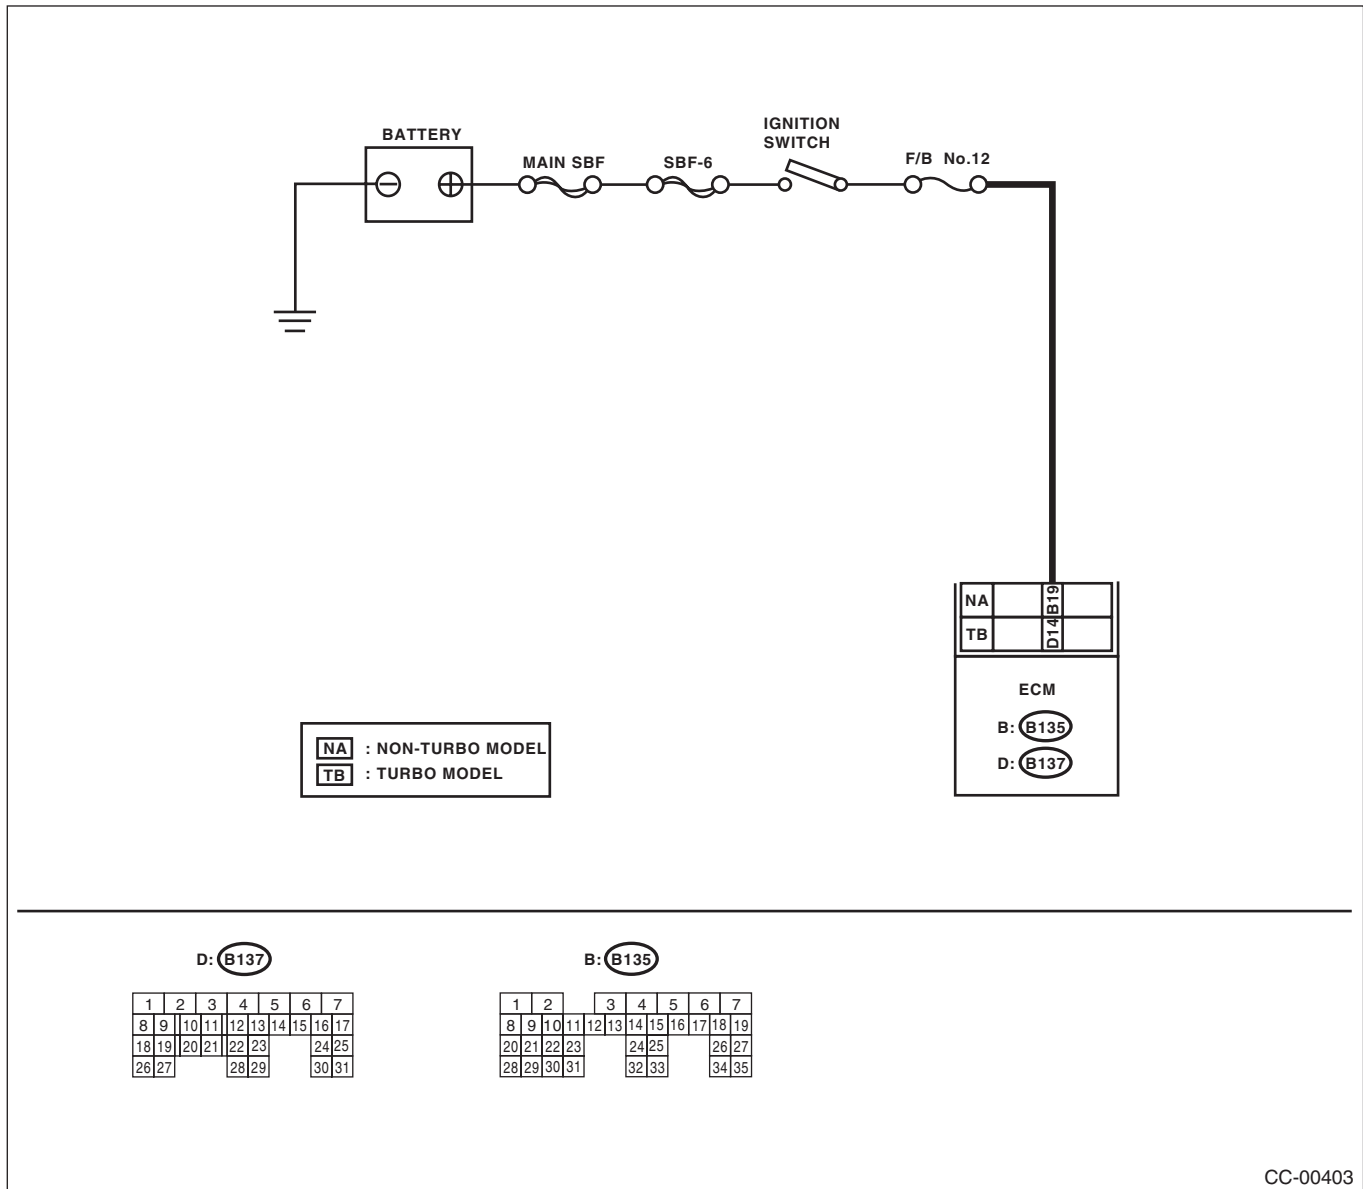 BATTERY
MAIN SBF
SBF-6
IGNITION
SWITCH
F/B No.12
NA B19
TB D14
ECM
B: B135
D: B137
NA : NON-TURBO MODEL
TB : TURBO MODEL
D: B137
1 2 3 4 5 6 7
8 9 10 11 12 13 14 15 16 17
18 19 20 21 22 23 24 25
26 27 28 29 30 31
B: B135
1 2 3 4 5 6 7
8 9 10 11 12 13 14 15 16 17 18 19
20 21 22 23 24 25 26 27
28 29 30 31 32 33 34 35
CC-00403